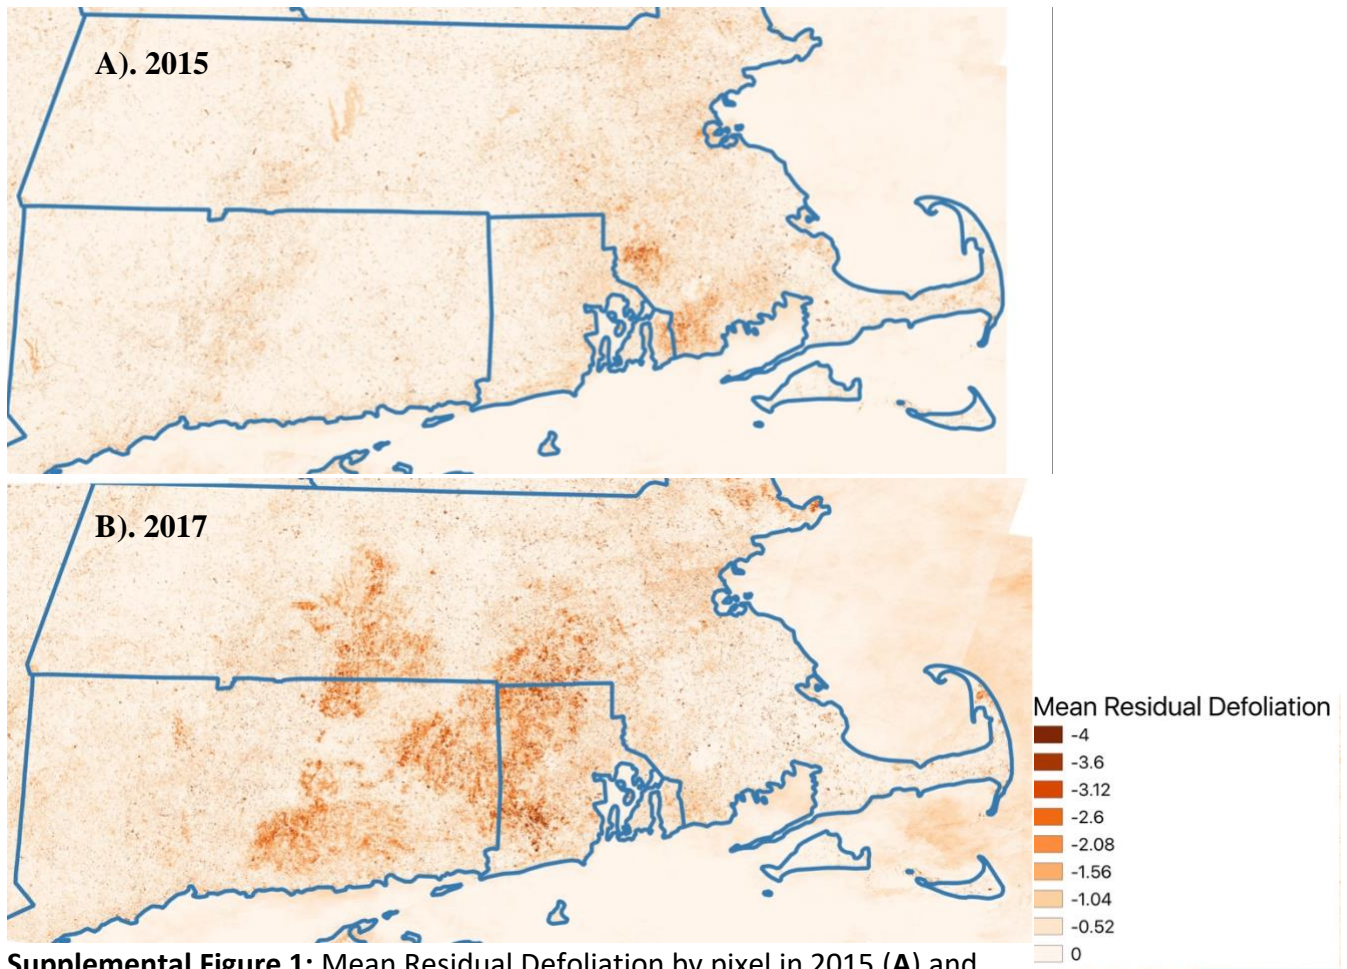 A). 2015
B). 2017
Mean Residual Defoliation
-4
-3.6
-3.12
-2.6
-2.08
-1.56
-1.04
-0.52
0
Supplemental Figure 1: Mean Residual Defoliation by pixel in 2015 (A) and